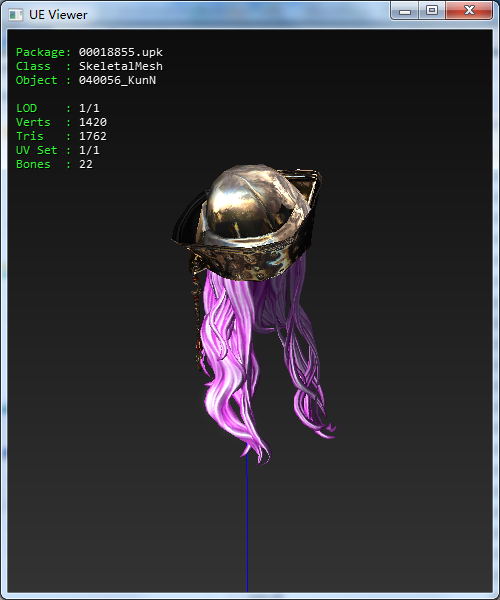 UE Viewer
Package: 00018855.upk
Class : SkeletalMesh
Object : 040056_KunN
LOD : 1/1
Verts : 1420
Tris : 1762
UV Set : 1/1
Bones : 22